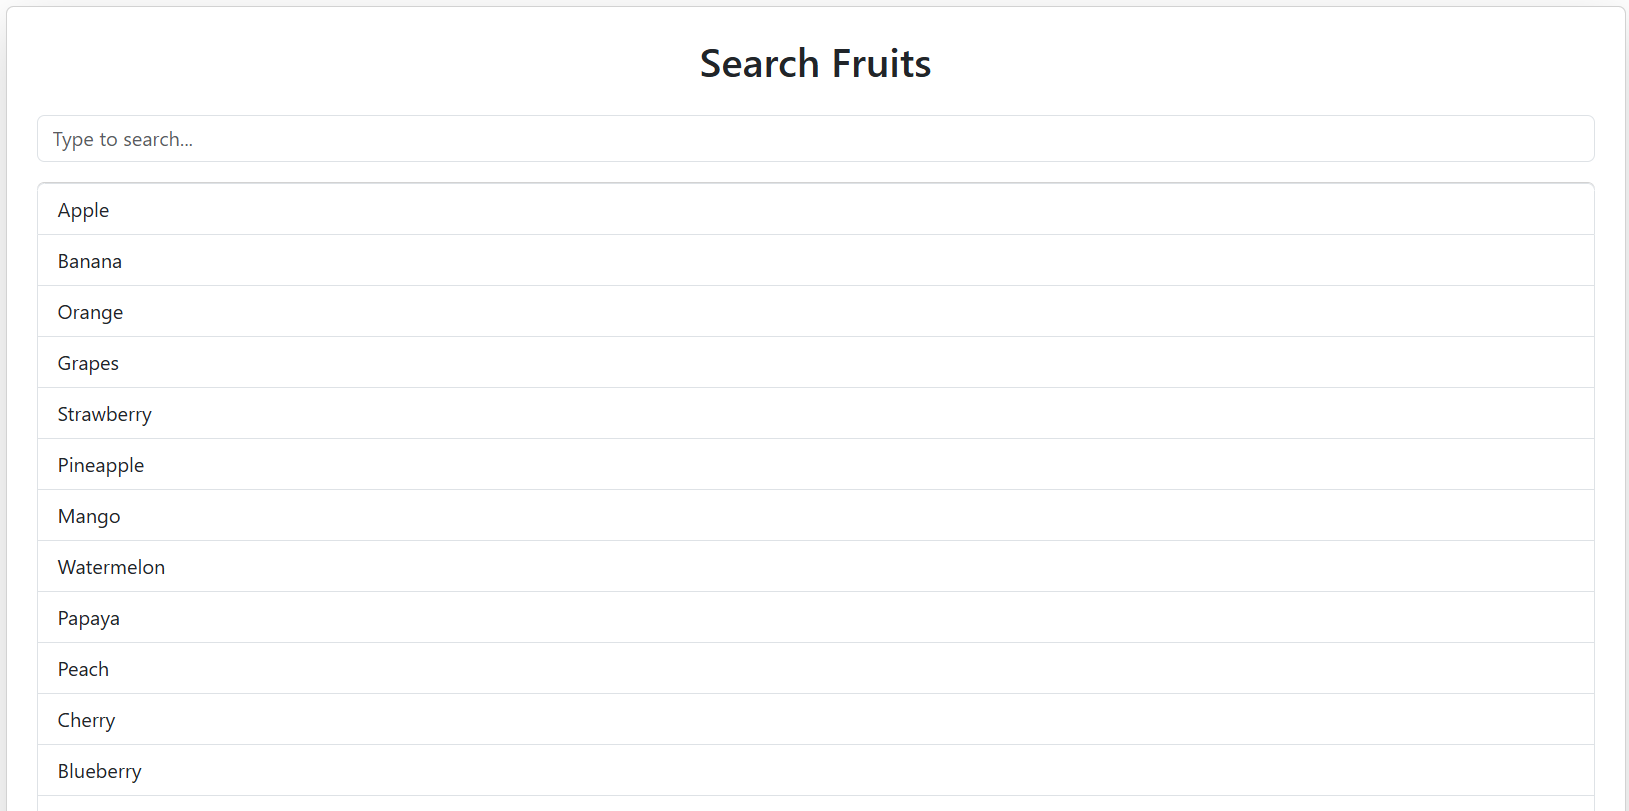 Search Fruits
Type to search...
Apple
Banana
Orange
Grapes
Strawberry
Pineapple
Mango
Watermelon
Papaya
Peach
Cherry
Blueberry